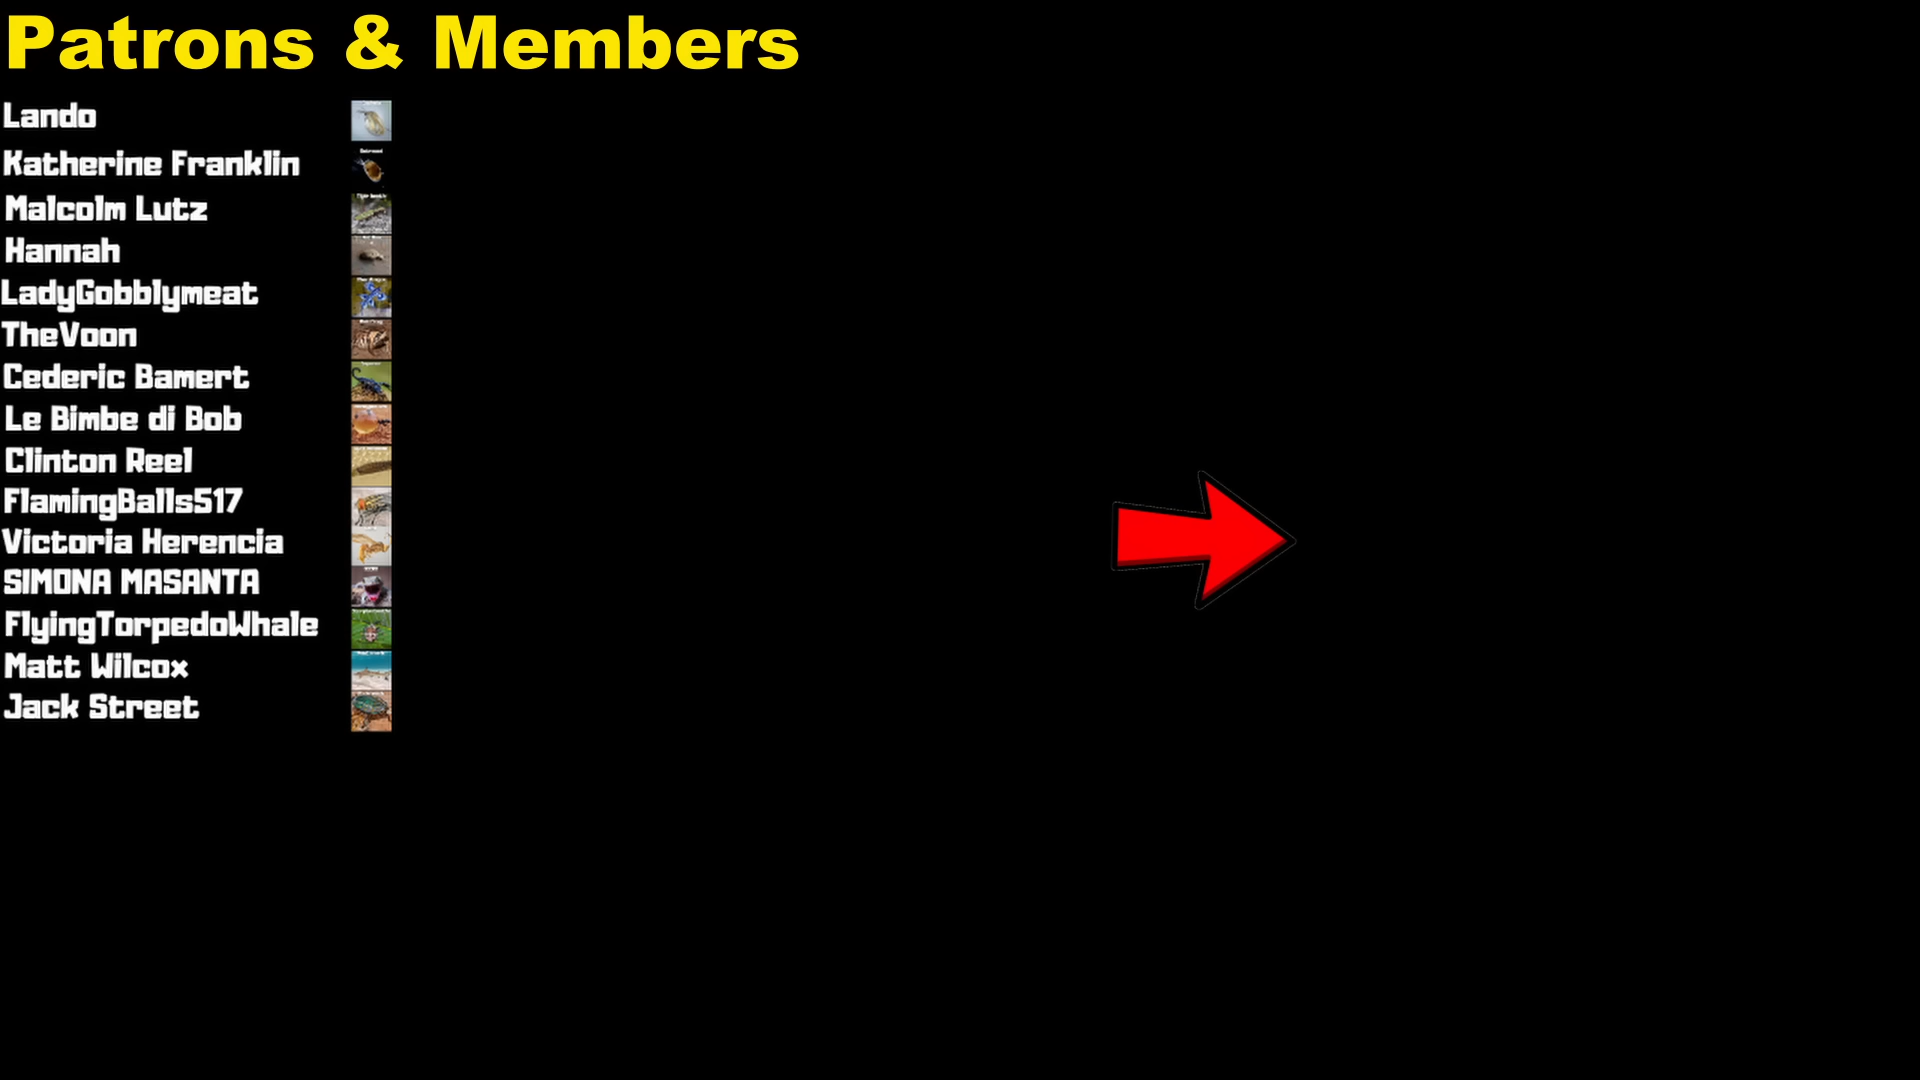 Patrons & Members
Lando
Katherine Franklin
Malcolm Lutz
Hannah
LadyGobblymeat
TheVoon
Cederic Bamert
Le Bimbe di Bob
Clinton Reel
FlamingBalls517
Victoria Herencia
SIMONA MASANTA
FlyingTorpedoWhale
Matt Wilcox
Jack Street